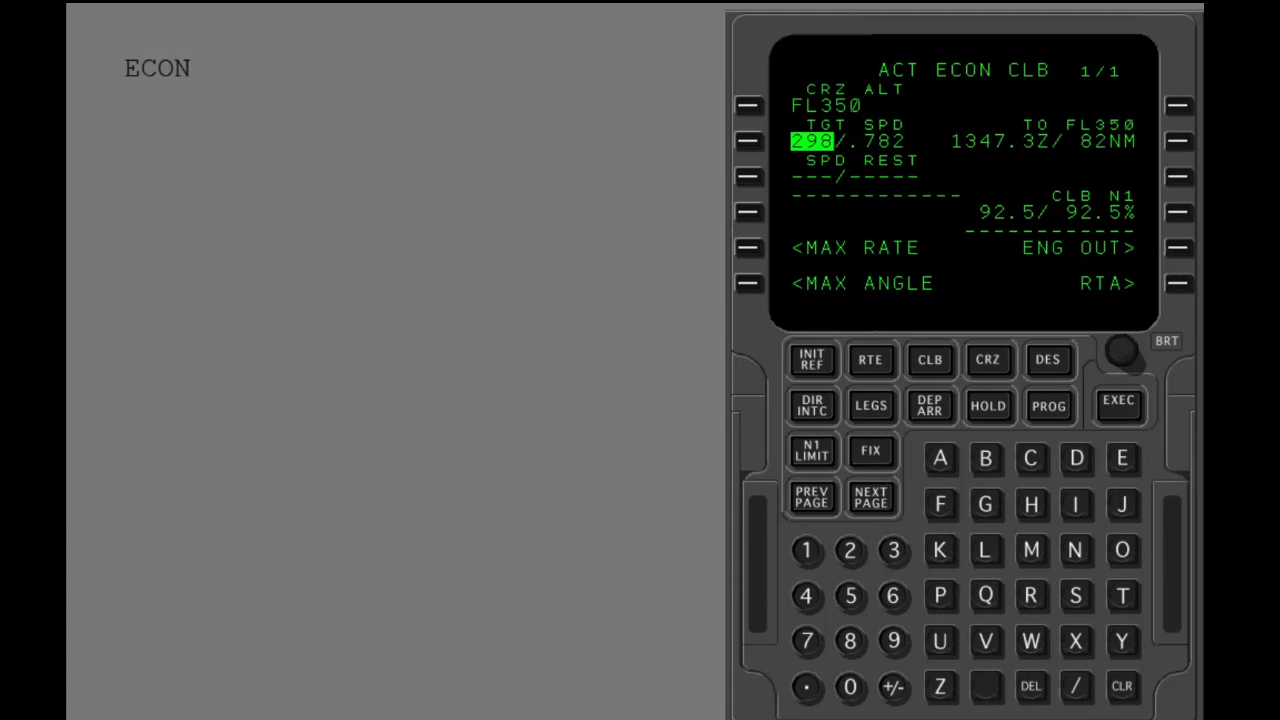 ECON
ACT ECON CLB 1/1
CRZ ALT
FL350
TGT SPD TO FL350
298/.782 1347.3Z/ 82NM
SPD REST
---/-----
------------ CLB N1
92.5/ 92.5%
------------
<MAX RATE ENG OUT>
<MAX ANGLE RTA>
BRT
INIT REF RTE CLB CRZ DES
DIR INTC LEGS DEP ARR HOLD PROG EXEC
N1 LIMIT FIX
A B C D E
PREV PAGE NEXT PAGE
F G H I J
1 2 3 K L M N O
4 5 6 P Q R S T
7 8 9 U V W X Y
. 0 +/- Z DEL / CLR